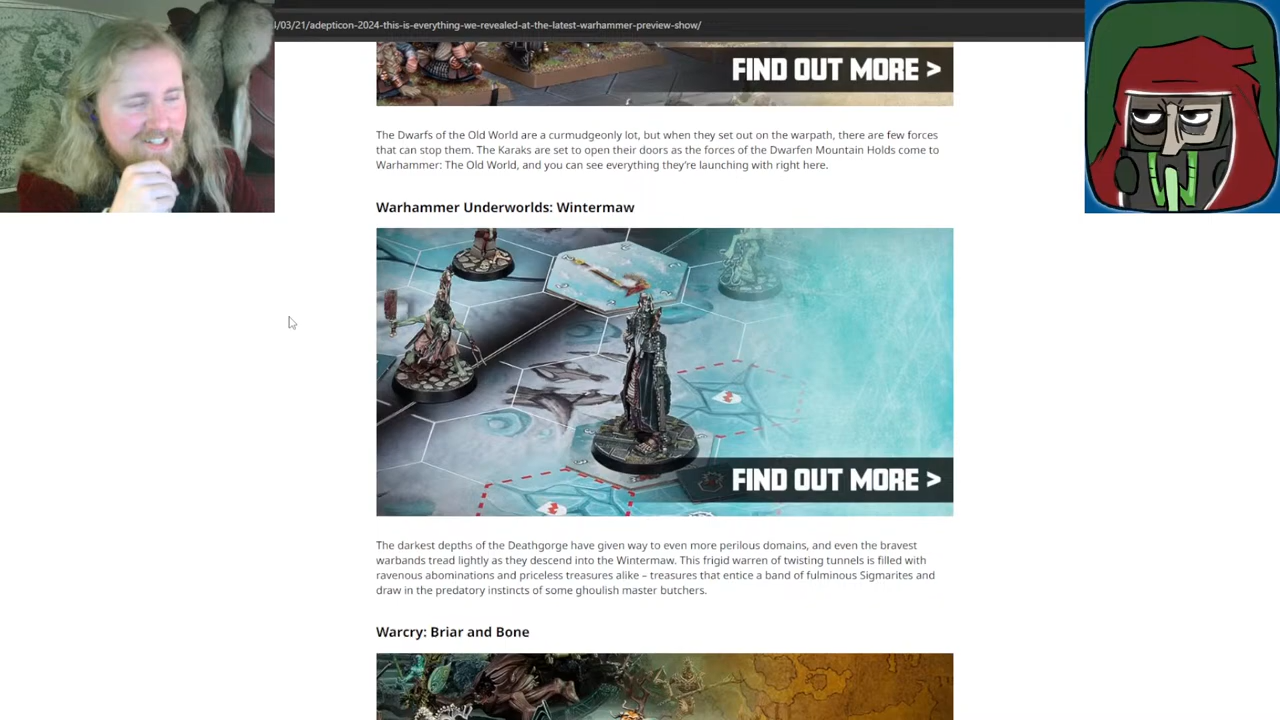 /03/21/adepticon-2024-this-is-everything-we-revealed-at-the-latest-warhammer-preview-show/
FIND OUT MORE >
The Dwarfs of the Old World are a curmudgeonly lot, but when they set out on the warpath, there are few forces
that can stop them. The Karaks are set to open their doors as the forces of the Dwarfen Mountain Holds come to
Warhammer: The Old World, and you can see everything they're launching with right here.
Warhammer Underworlds: Wintermaw
FIND OUT MORE >
The darkest depths of the Deathgorge have given way to even more perilous domains, and even the bravest
warbands tread lightly as they descend into the Wintermaw. This frigid warren of twisting tunnels is filled with
ravenous abominations and priceless treasures alike – treasures that entice a band of fulminous Sigmarites and
draw in the predatory instincts of some ghoulish master butchers.
Warcry: Briar and Bone